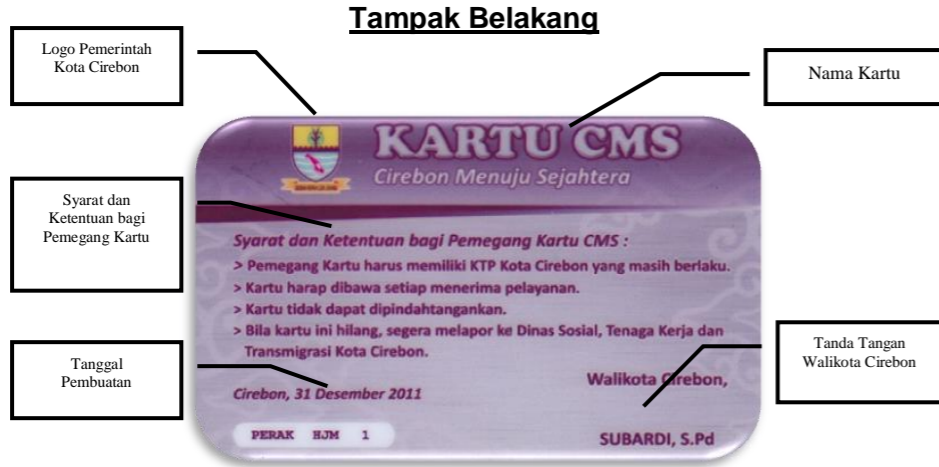 Tampak Belakang
Logo Pemerintah
Kota Cirebon
Nama Kartu
KARTU CMS
Cirebon Menuju Sejahtera
Syarat dan
Ketentuan bagi
Pemegang Kartu
Syarat dan Ketentuan bagi Pemegang Kartu CMS :
> Pemegang Kartu harus memiliki KTP Kota Cirebon yang masih berlaku.
> Kartu harap dibawa setiap menerima pelayanan.
> Kartu tidak dapat dipindahtangankan.
> Bila kartu ini hilang, segera melapor ke Dinas Sosial, Tenaga Kerja dan
Transmigrasi Kota Cirebon.
Tanda Tangan
Walikota Cirebon
Tanggal
Pembuatan
Walikota Cirebon,
Cirebon, 31 Desember 2011
PERAK HJM 1
SUBARDI, S.Pd